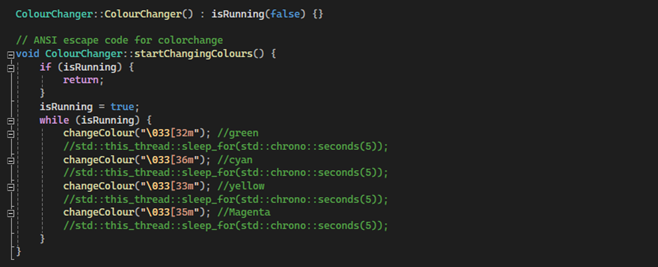 ColourChanger::ColourChanger() : isRunning(false) {}

// ANSI escape code for colorchange
void ColourChanger::startChangingColours() {
    if (isRunning) {
        return;
    }
    isRunning = true;
    while (isRunning) {
        changeColour("\033[32m"); //green
        //std::this_thread::sleep_for(std::chrono::seconds(5));
        changeColour("\033[36m"); //cyan
        //std::this_thread::sleep_for(std::chrono::seconds(5));
        changeColour("\033[33m"); //yellow
        //std::this_thread::sleep_for(std::chrono::seconds(5));
        changeColour("\033[35m"); //Magenta
        //std::this_thread::sleep_for(std::chrono::seconds(5));
    }
}